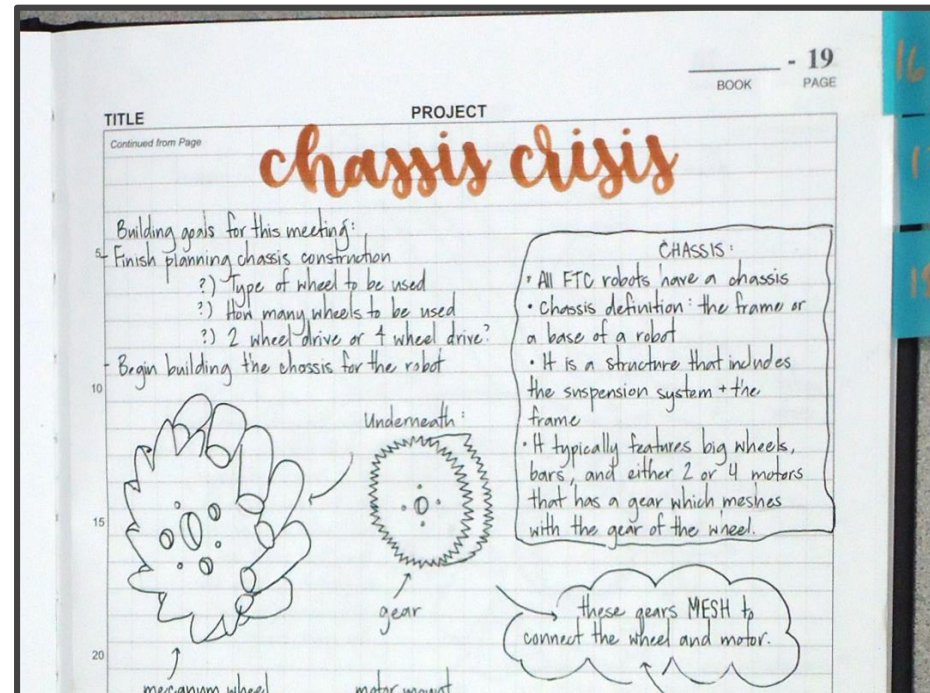 - 19
BOOK PAGE
TITLE PROJECT
Continued from Page
chassis crisis
Building goals for this meeting:
5
- Finish planning chassis construction
?) Type of wheel to be used
?) How many wheels to be used
?) 2 wheel drive or 4 wheel drive?
- Begin building the chassis for the robot
10
CHASSIS:
• All FTC robots have a chassis
• Chassis definition: the frame or
a base of a robot
• It is a structure that includes
the suspension system + the
frame
• It typically features big wheels,
bars, and either 2 or 4 motors
that has a gear which meshes
with the gear of the wheel.
Underneath:
15
gear
these gears MESH to
connect the wheel and motor.
20
mecanum wheel
motor mount
16